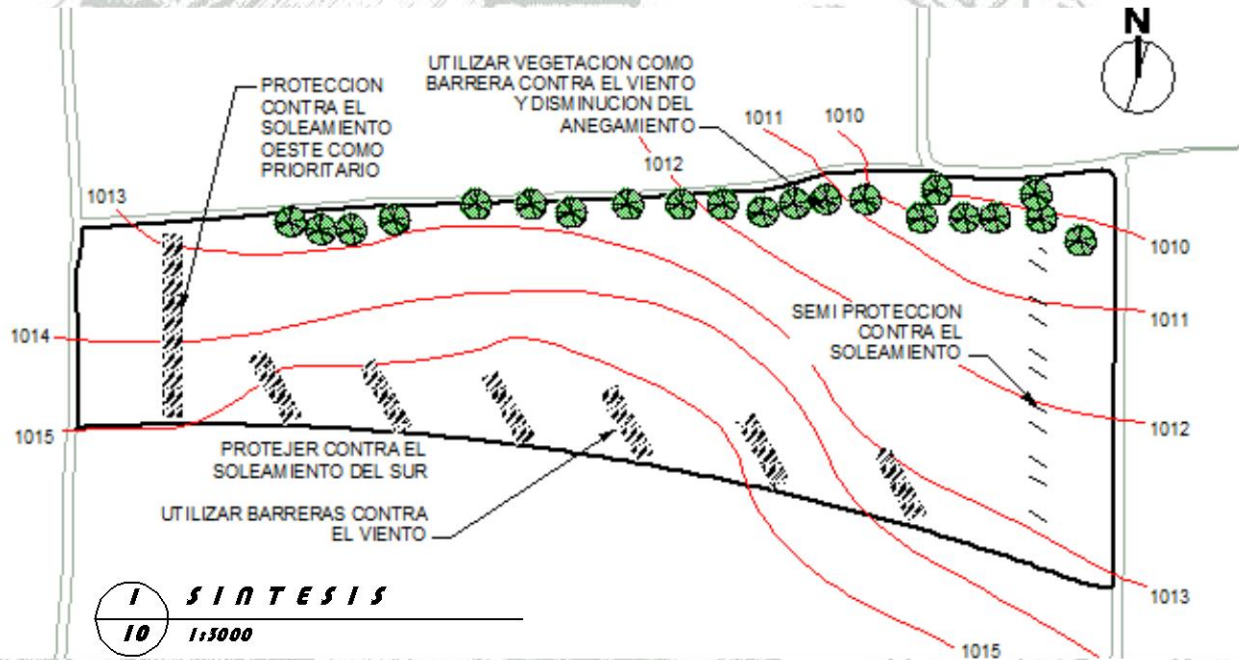 N
PROTECCION
CONTRA EL
SOLEAMIENTO
OESTE COMO
PRIORITARIO
UTILIZAR VEGETACION COMO
BARRERA CONTRA EL VIENTO
Y DISMINUCION DEL
ANEGAMIENTO
1011
1010
1012
1013
1010
1011
SEMI PROTECCION
CONTRA EL
SOLEAMIENTO
1014
1012
1015
PROTEJER CONTRA EL
SOLEAMIENTO DEL SUR
UTILIZAR BARRERAS CONTRA
EL VIENTO
1013
1015
1 SINTESIS
10 1:3000